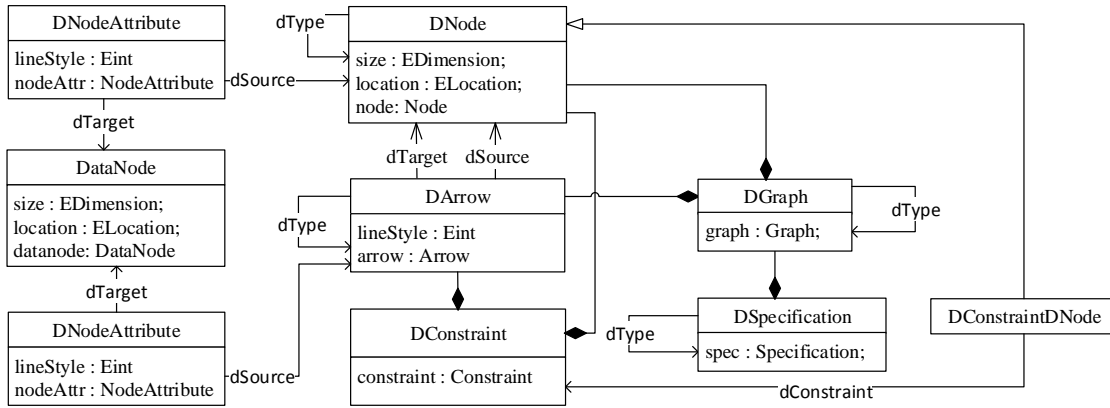 DNodeAttribute
lineStyle : Eint
nodeAttr : NodeAttribute
dSource
dTarget
dType
DNode
size : EDimension;
location : ELocation;
node: Node
dTarget
dSource
DataNode
size : EDimension;
location : ELocation;
datanode: DataNode
dTarget
dType
DArrow
lineStyle : Eint
arrow : Arrow
DGraph
graph : Graph;
dType
DNodeAttribute
lineStyle : Eint
nodeAttr : NodeAttribute
dSource
DConstraint
constraint : Constraint
dType
DSpecification
spec : Specification;
DConstraintDNode
dConstraint